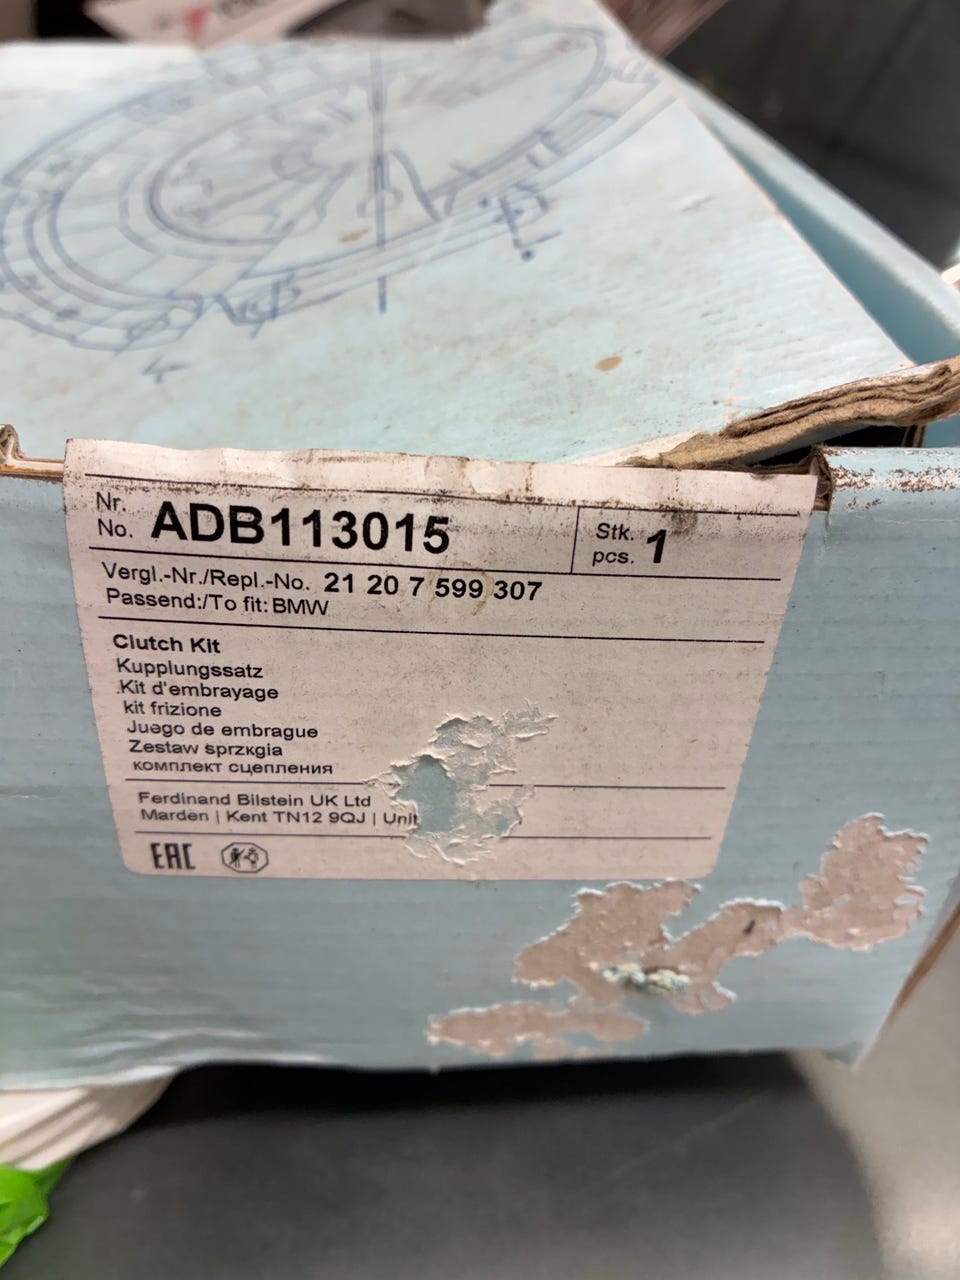 Nr.
No. ADB113015
Stk.
pcs. 1
Vergl.-Nr./Repl.-No. 21 20 7 599 307
Passend:/To fit: BMW
Clutch Kit
Kupplungssatz
Kit d'embrayage
kit frizione
Juego de embrague
Zestaw sprzкgia
комплект сцепления
Ferdinand Bilstein UK Ltd
Marden | Kent TN12 9QJ | Unit
EAC